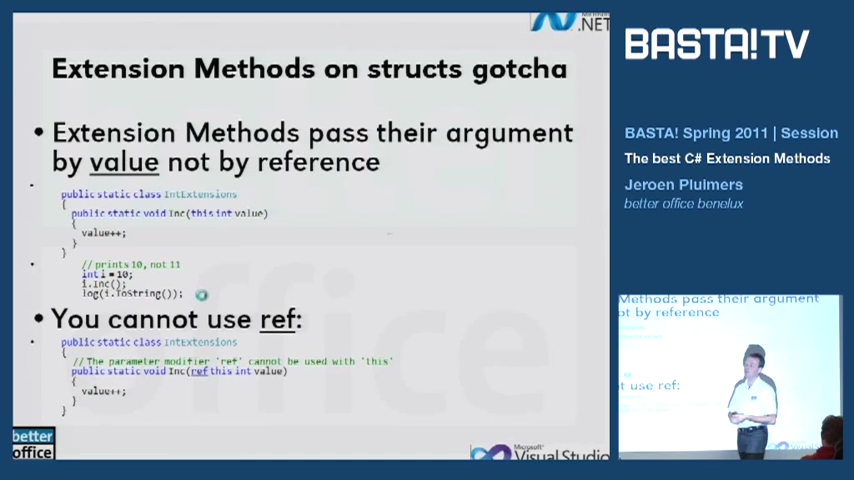 .NET
Extension Methods on structs gotcha
• Extension Methods pass their argument
by value not by reference
public static class IntExtensions
{
public static void Inc(this int value)
{
value++;
}
}
// prints 10, not 11
int i = 10;
i.Inc();
log(i.ToString());
• You cannot use ref:
public static class IntExtensions
{
// The parameter modifier 'ref' cannot be used with 'this'
public static void Inc(ref this int value)
{
value++;
}
}
better
office
Microsoft
Visual Studio
BASTA!TV
BASTA! Spring 2011 | Session
The best C# Extension Methods
Jeroen Pluimers
better office benelux
Methods pass their argument
ot by reference
t use ref: